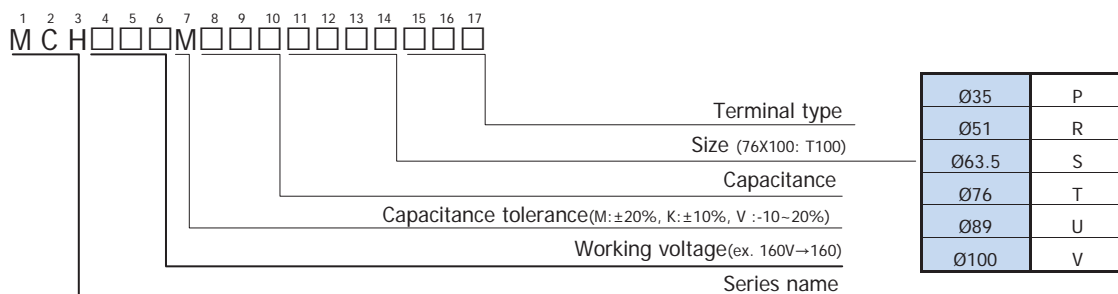 1 2 3 4 5 6 7 8 9 10 11 12 13 14 15 16 17
M C H □ □ □ M □ □ □ □ □ □ □ □ □ □
Terminal type
Size (76X100: T100)
Capacitance
Capacitance tolerance(M:±20%, K:±10%, V :-10~20%)
Working voltage(ex. 160V→160)
Series name
Ø35 P
Ø51 R
Ø63.5 S
Ø76 T
Ø89 U
Ø100 V